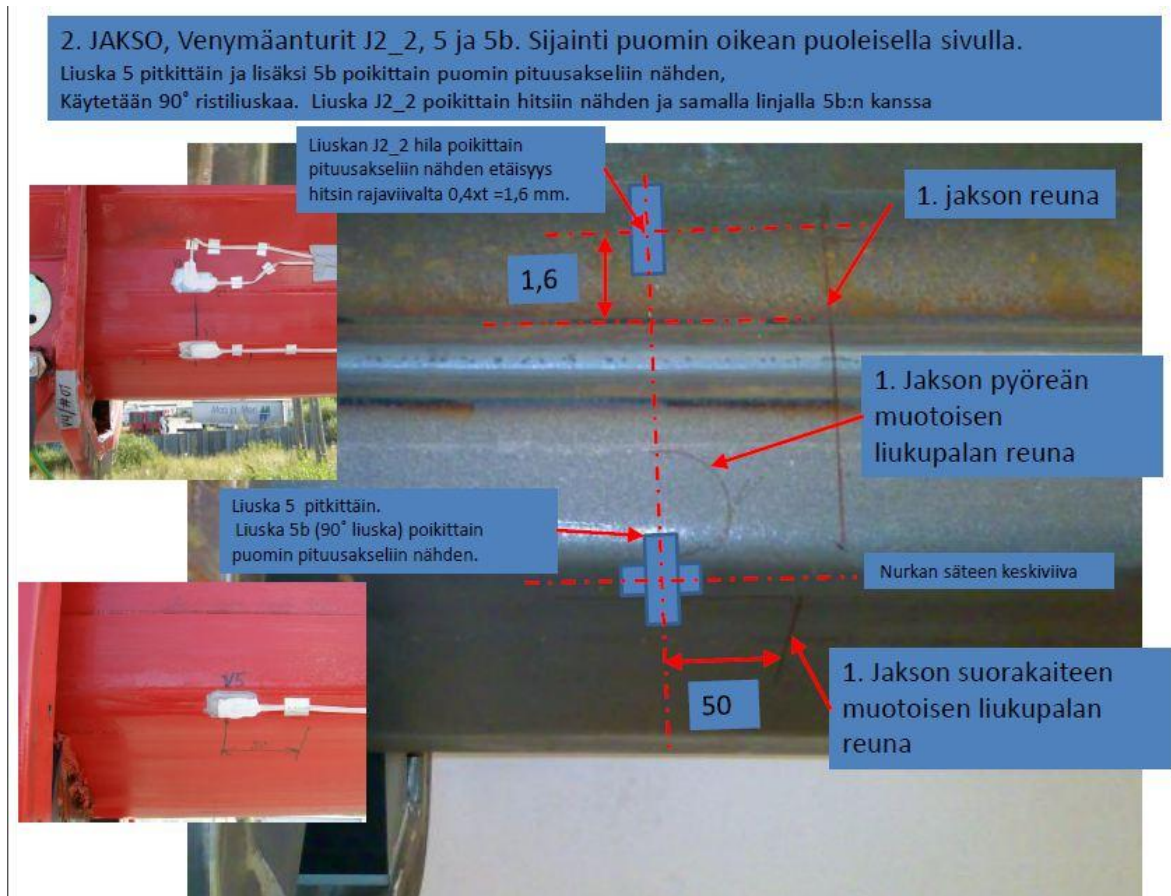 2. JAKSO, Venymäanturit J2_2, 5 ja 5b. Sijainti puomin oikean puoleisella sivulla.
Liuska 5 pitkittäin ja lisäksi 5b poikittain puomin pituusakseliin nähden,
Käytetään 90° ristiliuskaa. Liuska J2_2 poikittain hitsiin nähden ja samalla linjalla 5b:n kanssa
Liuskan J2_2 hila poikittain
pituusakseliin nähden etäisyys
hitsin rajaviivalta 0,4xt =1,6 mm.
1. jakson reuna
1,6
1. Jakson pyöreän
muotoisen
liukupalan reuna
Liuska 5 pitkittäin.
Liuska 5b (90° liuska) poikittain
puomin pituusakseliin nähden.
Nurkan säteen keskiviiva
50
1. Jakson suorakaiteen
muotoisen liukupalan
reuna
V5